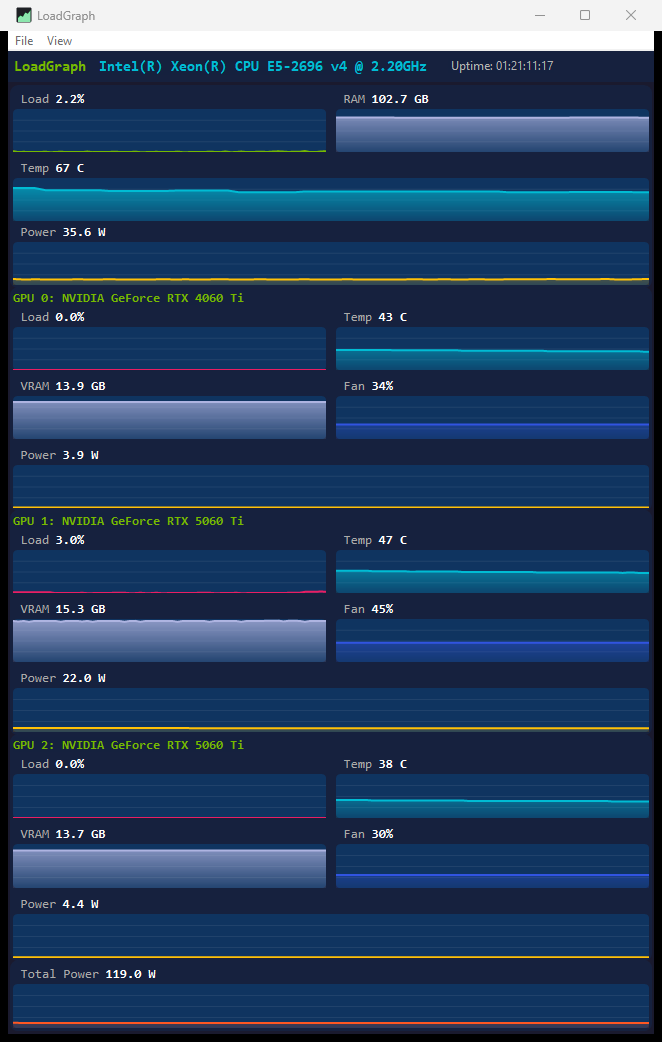 LoadGraph
File View
LoadGraph Intel(R) Xeon(R) CPU E5-2696 v4 @ 2.20GHz Uptime: 01:21:11:17
Load 2.2% RAM 102.7 GB
Temp 67 C
Power 35.6 W
GPU 0: NVIDIA GeForce RTX 4060 Ti
Load 0.0% Temp 43 C
VRAM 13.9 GB Fan 34%
Power 3.9 W
GPU 1: NVIDIA GeForce RTX 5060 Ti
Load 3.0% Temp 47 C
VRAM 15.3 GB Fan 45%
Power 22.0 W
GPU 2: NVIDIA GeForce RTX 5060 Ti
Load 0.0% Temp 38 C
VRAM 13.7 GB Fan 30%
Power 4.4 W
Total Power 119.0 W